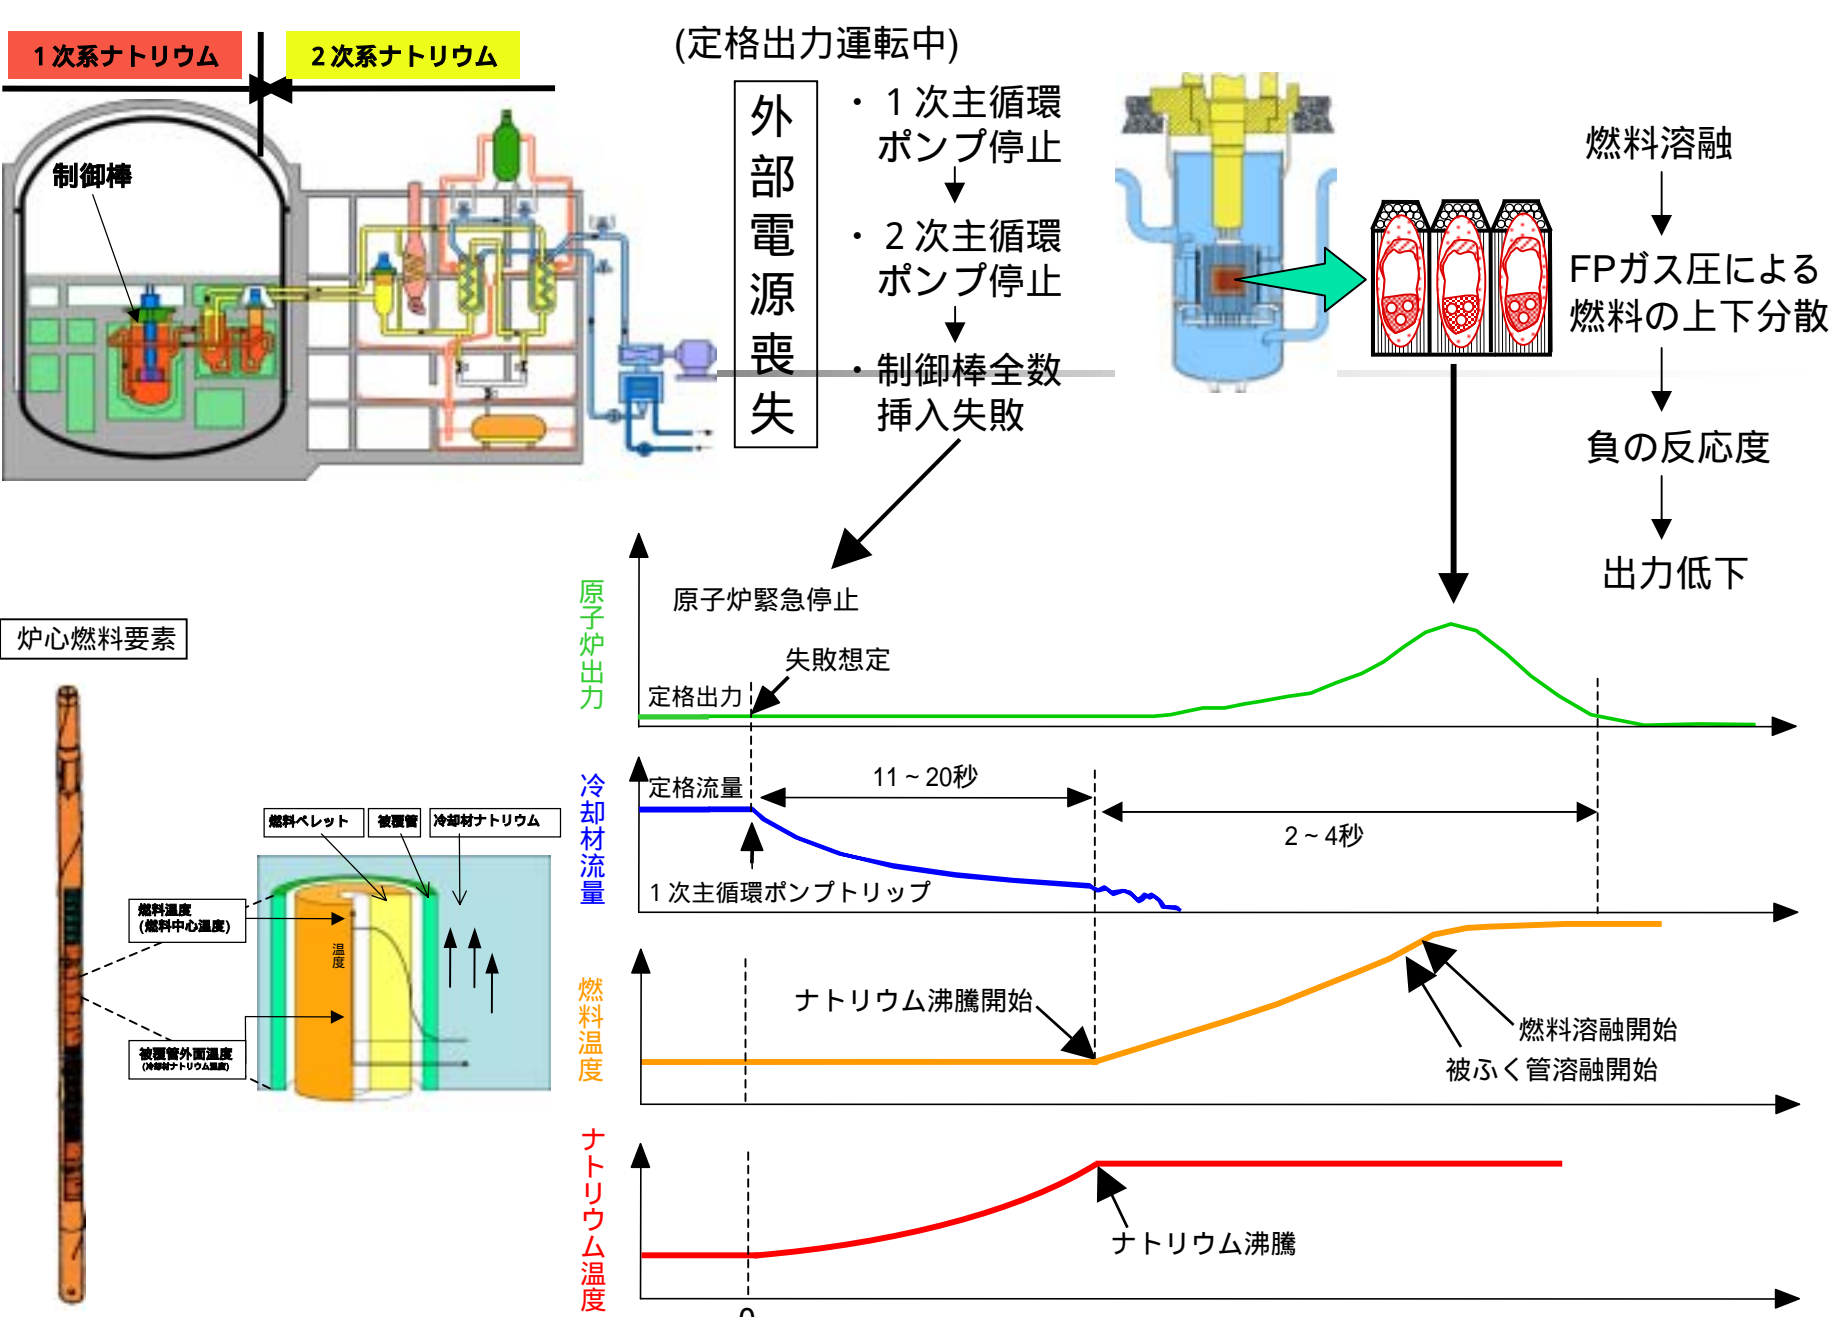 1次系ナトリウム
2次系ナトリウム
制御棒
(定格出力運転中)
外部電源喪失
・1次主循環
ポンプ停止
・2次主循環
ポンプ停止
・制御棒全数
挿入失敗
燃料溶融
FPガス圧による
燃料の上下分散
負の反応度
出力低下
炉心燃料要素
燃料ペレット
被覆管
冷却材ナトリウム
燃料温度
(燃料中心温度)
温度
被覆管外面温度
(冷却材ナトリウム温度)
原子炉出力
原子炉緊急停止
失敗想定
定格出力
冷却材流量
定格流量
11~20秒
2~4秒
1次主循環ポンプトリップ
燃料温度
ナトリウム沸騰開始
燃料溶融開始
被ふく管溶融開始
ナトリウム温度
ナトリウム沸騰
0